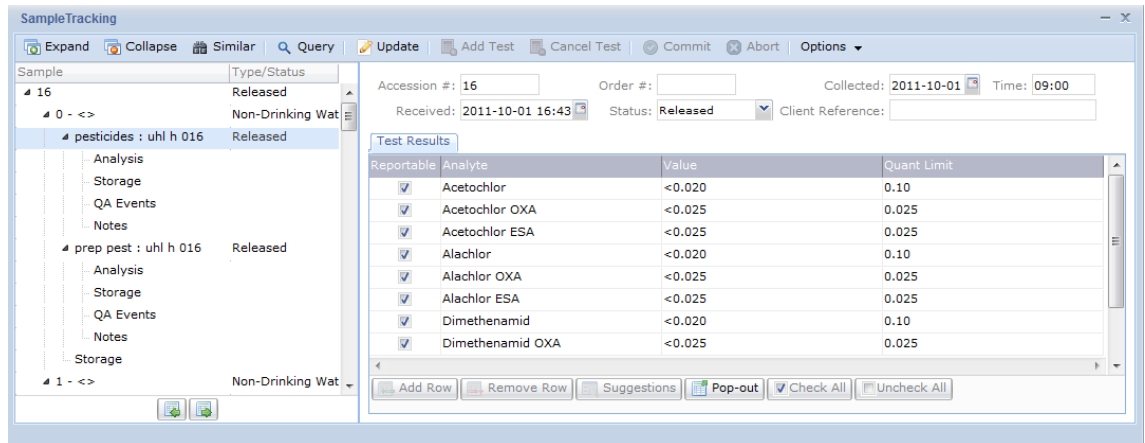 SampleTracking
Expand Collapse Similar Query Update Add Test Cancel Test Commit Abort Options
Sample Type/Status
16 Released
0 - <> Non-Drinking Wat
pesticides : uhl h 016 Released
Analysis
Storage
QA Events
Notes
prep pest : uhl h 016 Released
Analysis
Storage
QA Events
Notes
Storage
1 - <> Non-Drinking Wat
Accession #: 16 Order #: Collected: 2011-10-01 Time: 09:00
Received: 2011-10-01 16:43 Status: Released Client Reference:
Test Results
Reportable Analyte Value Quant Limit
Acetochlor <0.020 0.10
Acetochlor OXA <0.025 0.025
Acetochlor ESA <0.025 0.025
Alachlor <0.020 0.10
Alachlor OXA <0.025 0.025
Alachlor ESA <0.025 0.025
Dimethenamid <0.020 0.10
Dimethenamid OXA <0.025 0.025
Add Row Remove Row Suggestions Pop-out Check All Uncheck All